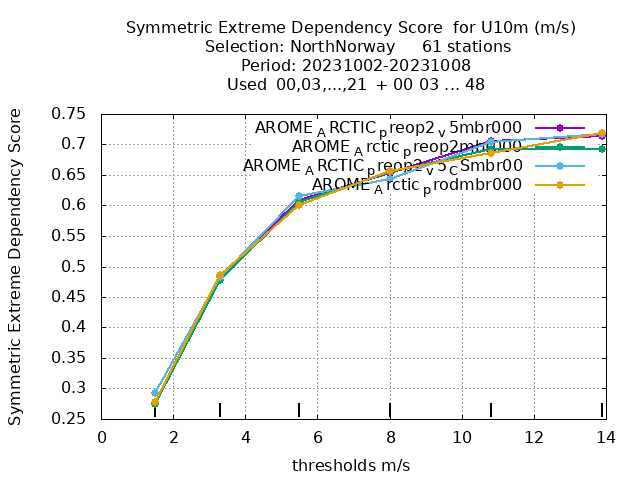 Symmetric Extreme Dependency Score for U10m (m/s)
Selection: NorthNorway 61 stations
Period: 20231002-20231008
Used 00,03,...,21 + 00 03 ... 48
Symmetric Extreme Dependency Score
0.75
0.7
0.65
0.6
0.55
0.5
0.45
0.4
0.35
0.3
0.25
AROME_ARCTIC_preop2_v5mbr000
AROME_Arctic_preop2mbr000
AROME_ARCTIC_preop2_v5_CSmbr00
AROME_Arctic_prodmbr000
0 2 4 6 8 10 12 14
thresholds m/s